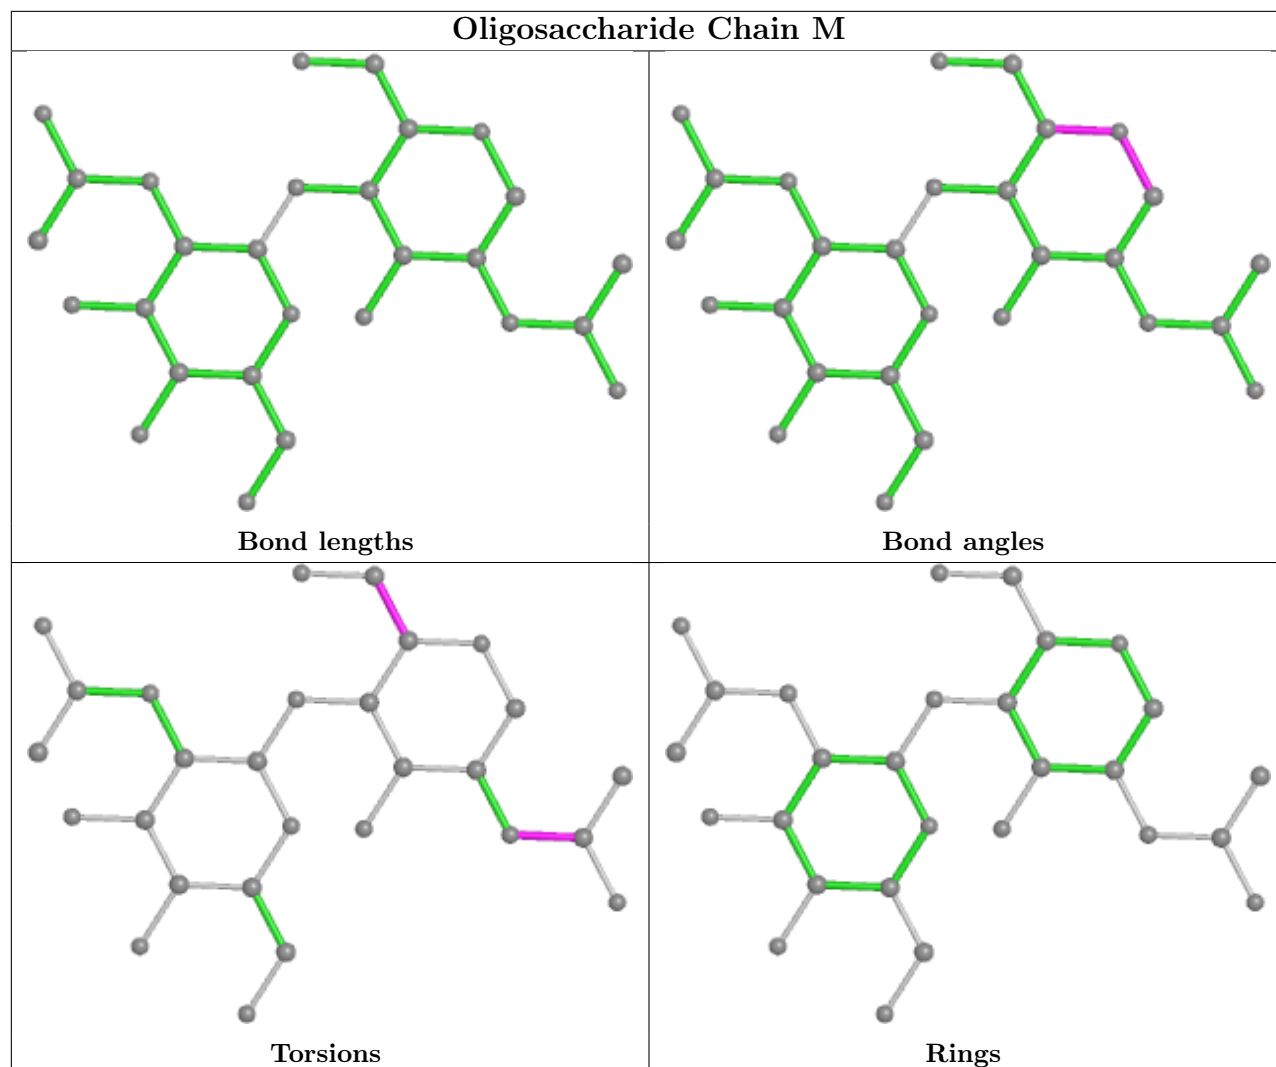 Oligosaccharide Chain M
Bond lengths
Bond angles
Torsions
Rings